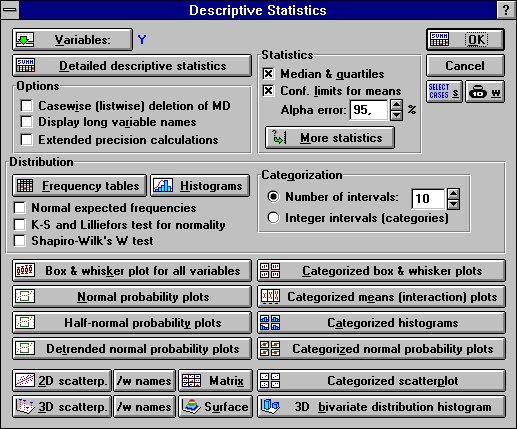 Descriptive Statistics
?
Variables: Y
OK
Detailed descriptive statistics
Cancel
SELECT CASES S
W
Options
Casewise (listwise) deletion of MD
Display long variable names
Extended precision calculations
Statistics
Median & quartiles
Conf. limits for means
Alpha error: 95, %
More statistics
Distribution
Frequency tables
Histograms
Normal expected frequencies
K-S and Lilliefors test for normality
Shapiro-Wilk's W test
Categorization
Number of intervals: 10
Integer intervals (categories)
Box & whisker plot for all variables
Categorized box & whisker plots
Normal probability plots
Categorized means (interaction) plots
Half-normal probability plots
Categorized histograms
Detrended normal probability plots
Categorized normal probability plots
2D scatterp. /w names Matrix
Categorized scatterplot
3D scatterp. /w names Surface
3D bivariate distribution histogram